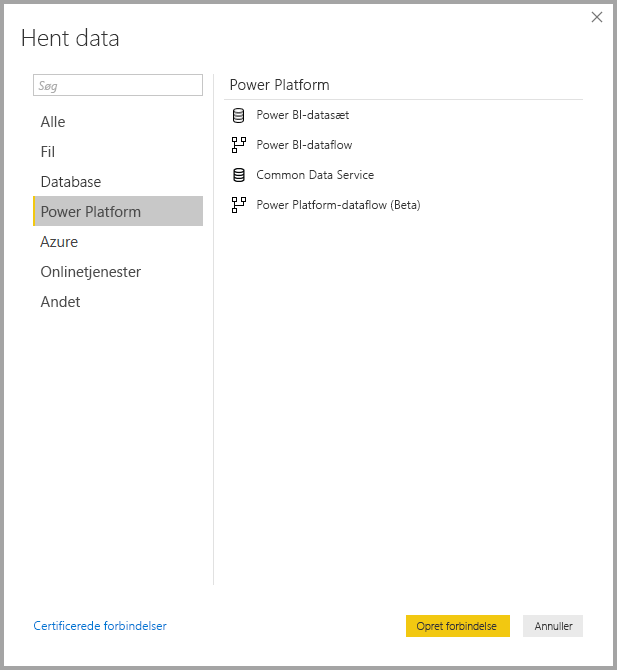 Hent data
Søg
Alle
Fil
Database
Power Platform
Azure
Onlinetjenester
Andet
Power Platform
Power BI-datasæt
Power BI-dataflow
Common Data Service
Power Platform-dataflow (Beta)
Certificerede forbindelser
Opret forbindelse
Annuller